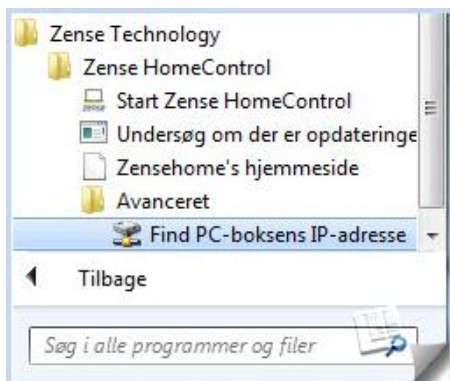 Zense Technology
Zense HomeControl
Start Zense HomeControl
Undersøg om der er opdateringe
Zensehome's hjemmeside
Avanceret
Find PC-boksens IP-adresse
Tilbage
Søg i alle programmer og filer